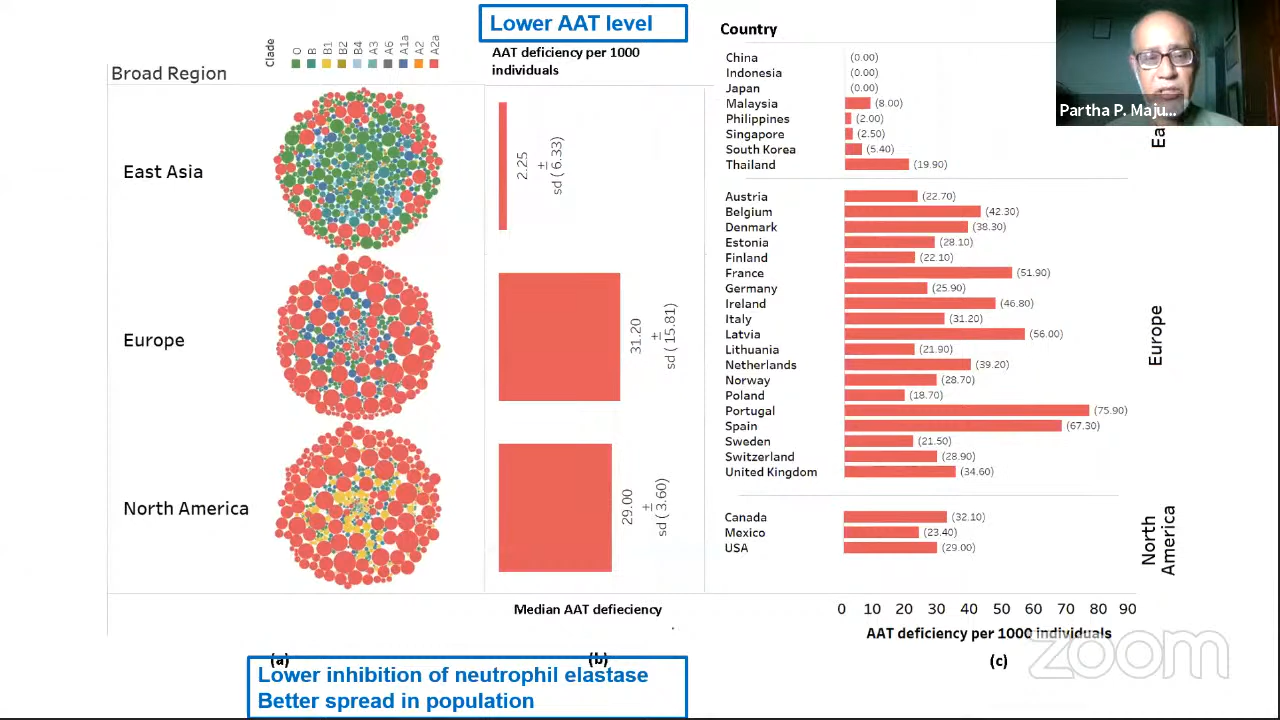 Lower AAT level
Broad Region
Clade
O
B
B1
B2
B4
A3
A6
A1a
A2
A2a
AAT deficiency per 1000
individuals
East Asia
2.25
±
sd ( 6.33)
Europe
31.20
±
sd ( 15.81)
North America
29.00
±
sd ( 3.60)
Median AAT defieciency
(a)
(b)
Country
China (0.00)
Indonesia (0.00)
Japan (0.00)
Malaysia (8.00)
Philippines (2.00)
Singapore (2.50)
South Korea (5.40)
Thailand (19.90)
Ea
Austria (22.70)
Belgium (42.30)
Denmark (38.30)
Estonia (28.10)
Finland (22.10)
France (51.90)
Germany (25.90)
Ireland (46.80)
Italy (31.20)
Latvia (56.00)
Lithuania (21.90)
Netherlands (39.20)
Norway (28.70)
Poland (18.70)
Portugal (75.90)
Spain (67.30)
Sweden (21.50)
Switzerland (28.90)
United Kingdom (34.60)
Europe
Canada (32.10)
Mexico (23.40)
USA (29.00)
North
America
0 10 20 30 40 50 60 70 80 90
AAT deficiency per 1000 individuals
(c)
Lower inhibition of neutrophil elastase
Better spread in population
Partha P. Maju...
zoom